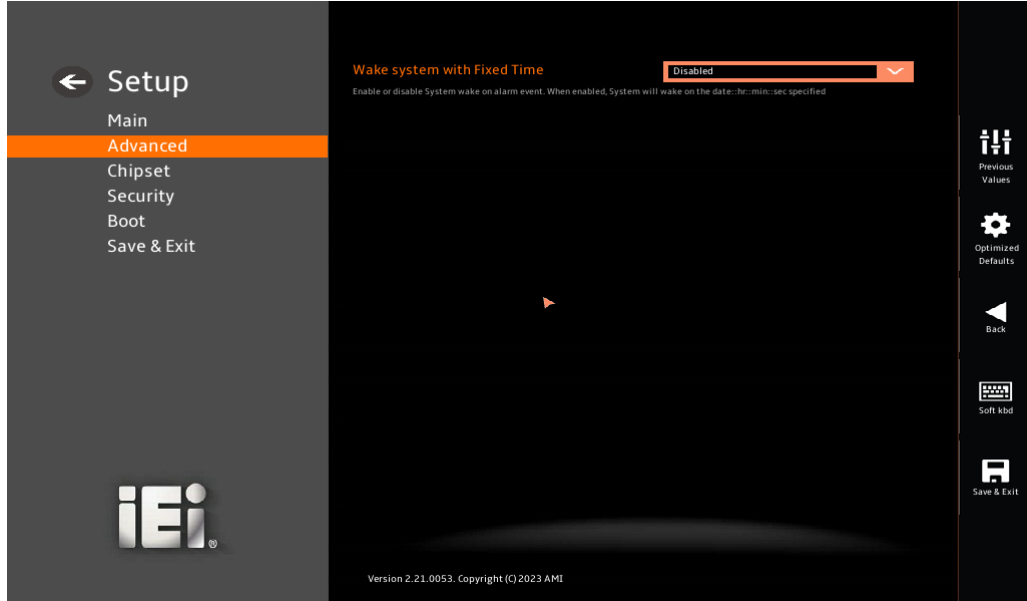 Setup
Main
Advanced
Chipset
Security
Boot
Save & Exit
iEi®
Wake system with Fixed Time
Disabled
Enable or disable System wake on alarm event. When enabled, System will wake on the date::hr::min::sec specified
Previous
Values
Optimized
Defaults
Back
Soft kbd
Save & Exit
Version 2.21.0053. Copyright (C) 2023 AMI